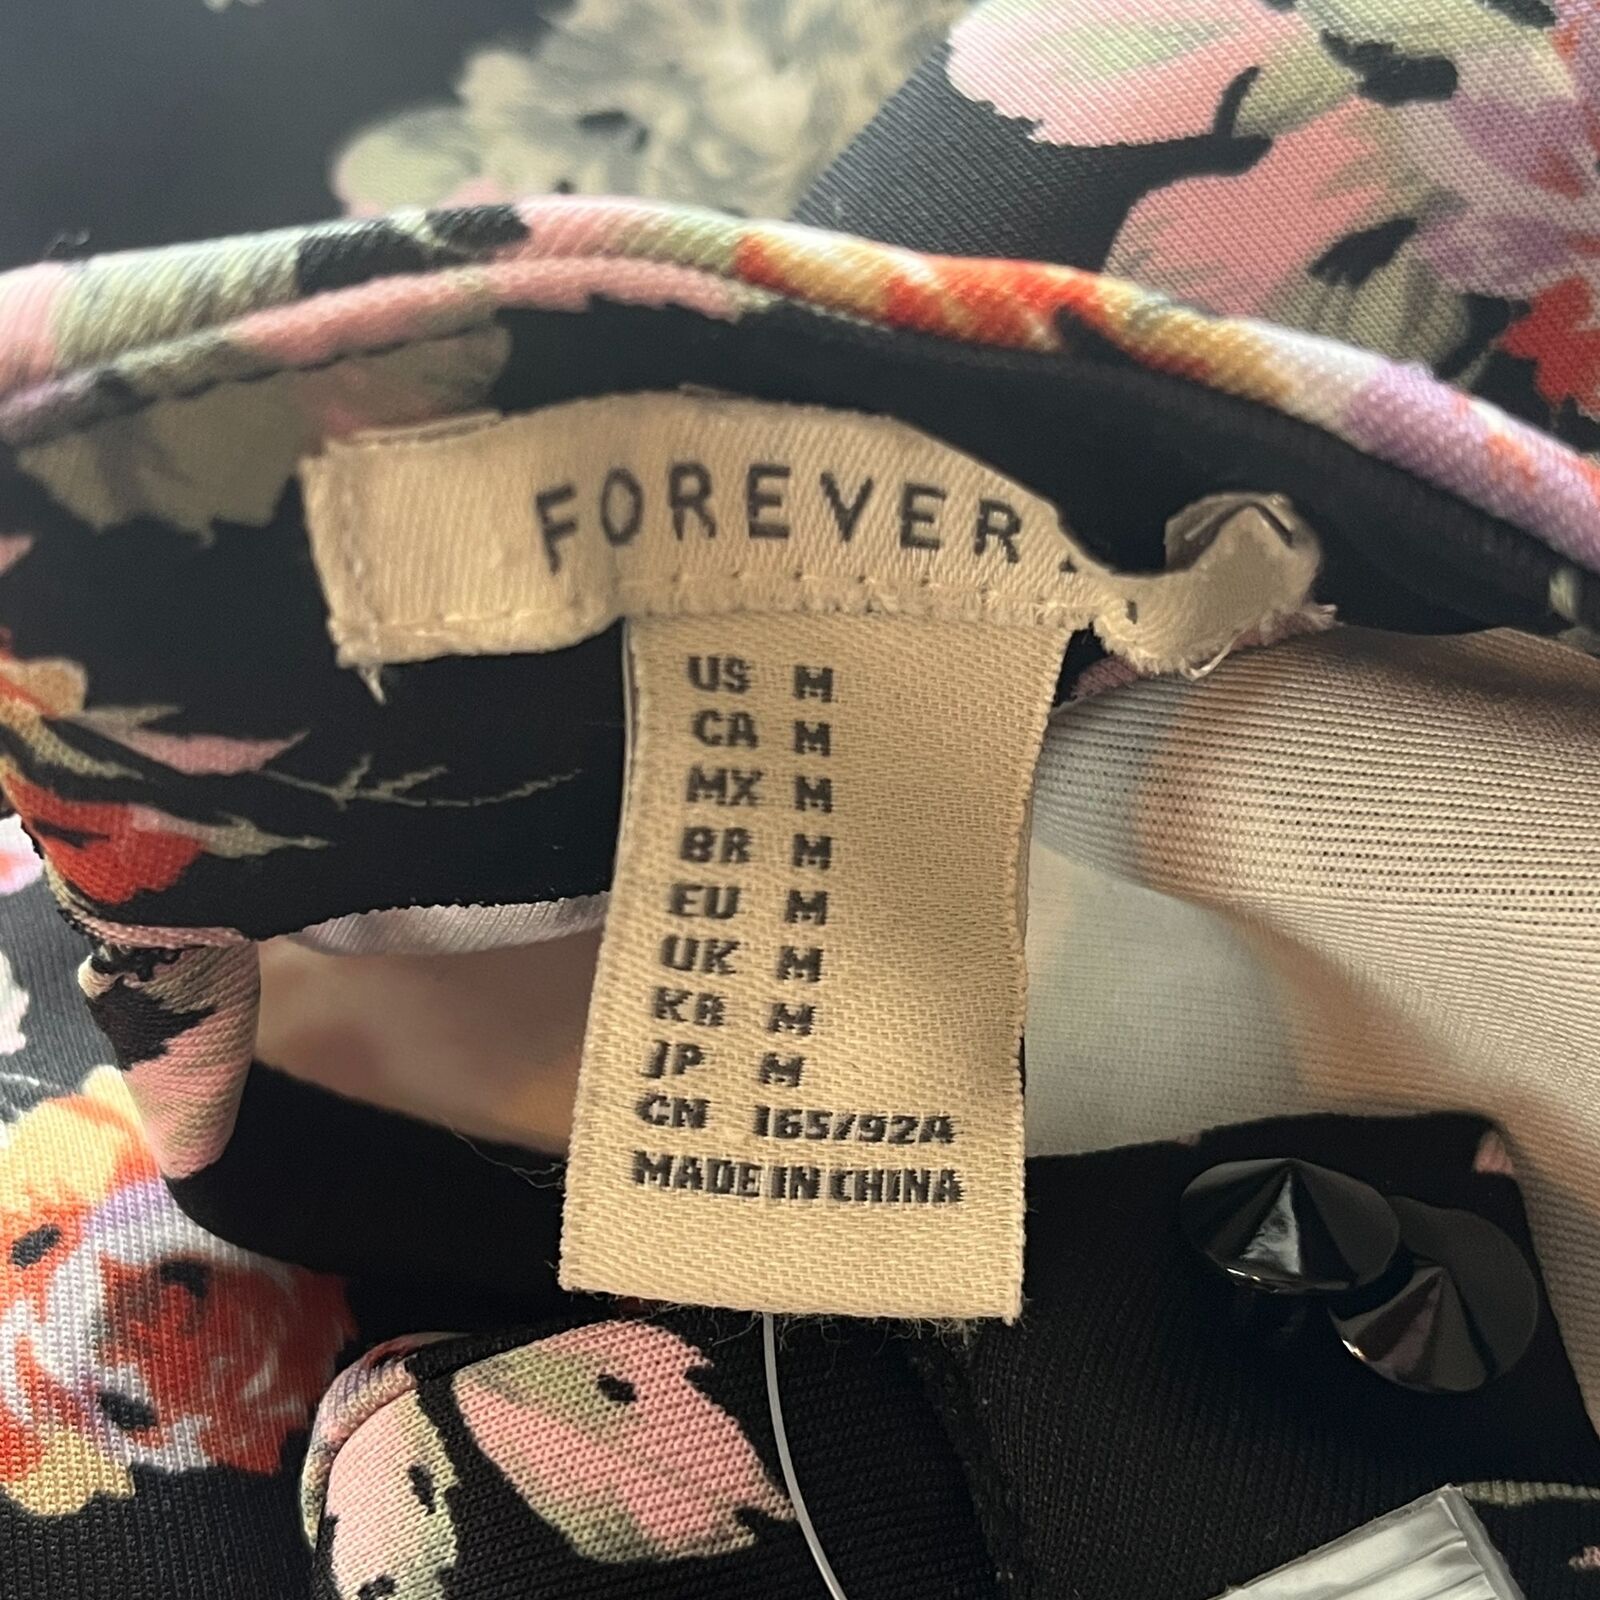 FOREVER
US M
CA M
MX M
BR M
EU M
UK M
KR M
JP M
CN 165/92A
MADE IN CHINA